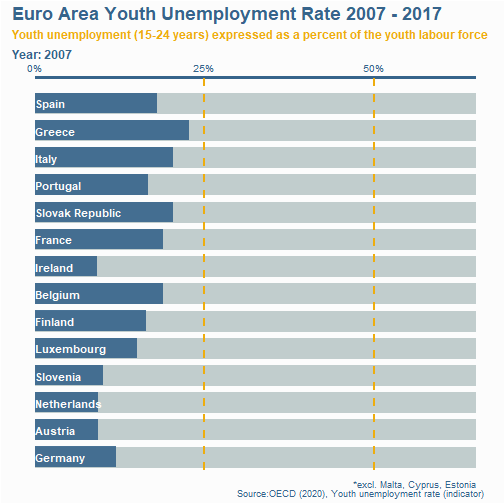 Euro Area Youth Unemployment Rate 2007 - 2017
Youth unemployment (15-24 years) expressed as a percent of the youth labour force
Year: 2007
0% 25% 50%
Spain
Greece
Italy
Portugal
Slovak Republic
France
Ireland
Belgium
Finland
Luxembourg
Slovenia
Netherlands
Austria
Germany
*excl. Malta, Cyprus, Estonia
Source:OECD (2020), Youth unemployment rate (indicator)